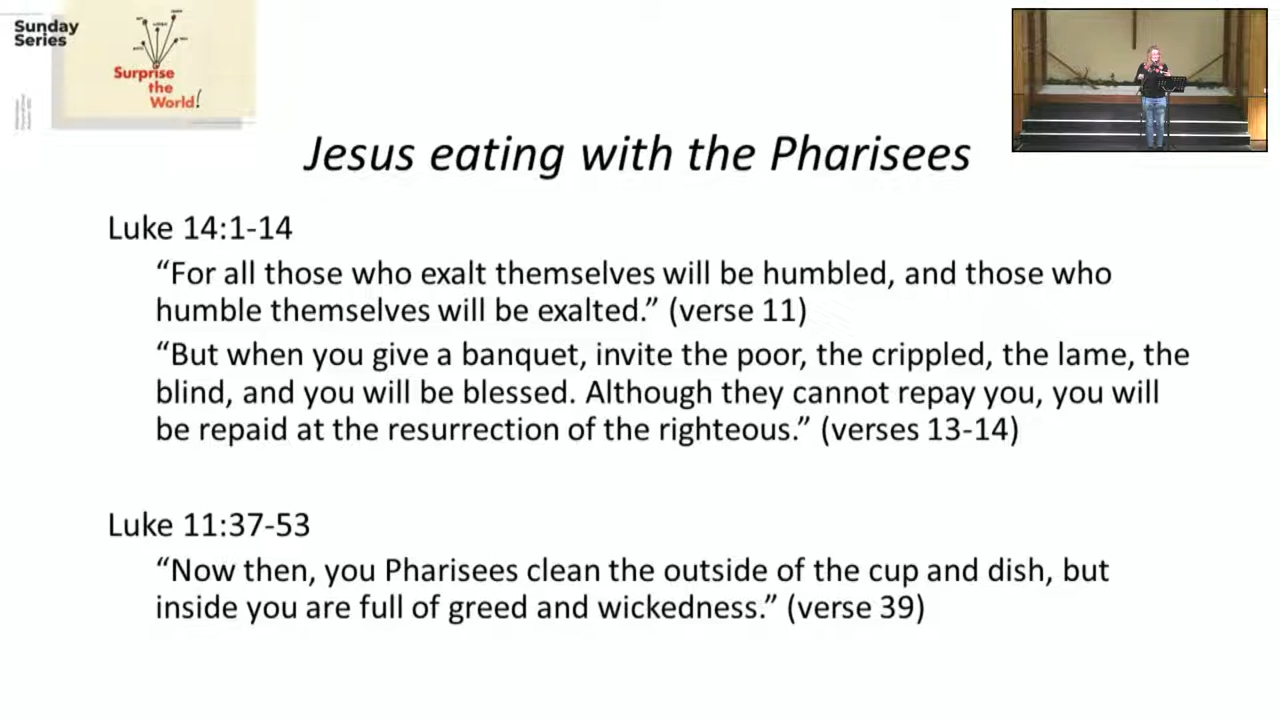 Sunday
Series
Surprise
the
World!
Jesus eating with the Pharisees
Luke 14:1-14
“For all those who exalt themselves will be humbled, and those who
humble themselves will be exalted.” (verse 11)
“But when you give a banquet, invite the poor, the crippled, the lame, the
blind, and you will be blessed. Although they cannot repay you, you will
be repaid at the resurrection of the righteous.” (verses 13-14)
Luke 11:37-53
“Now then, you Pharisees clean the outside of the cup and dish, but
inside you are full of greed and wickedness.” (verse 39)